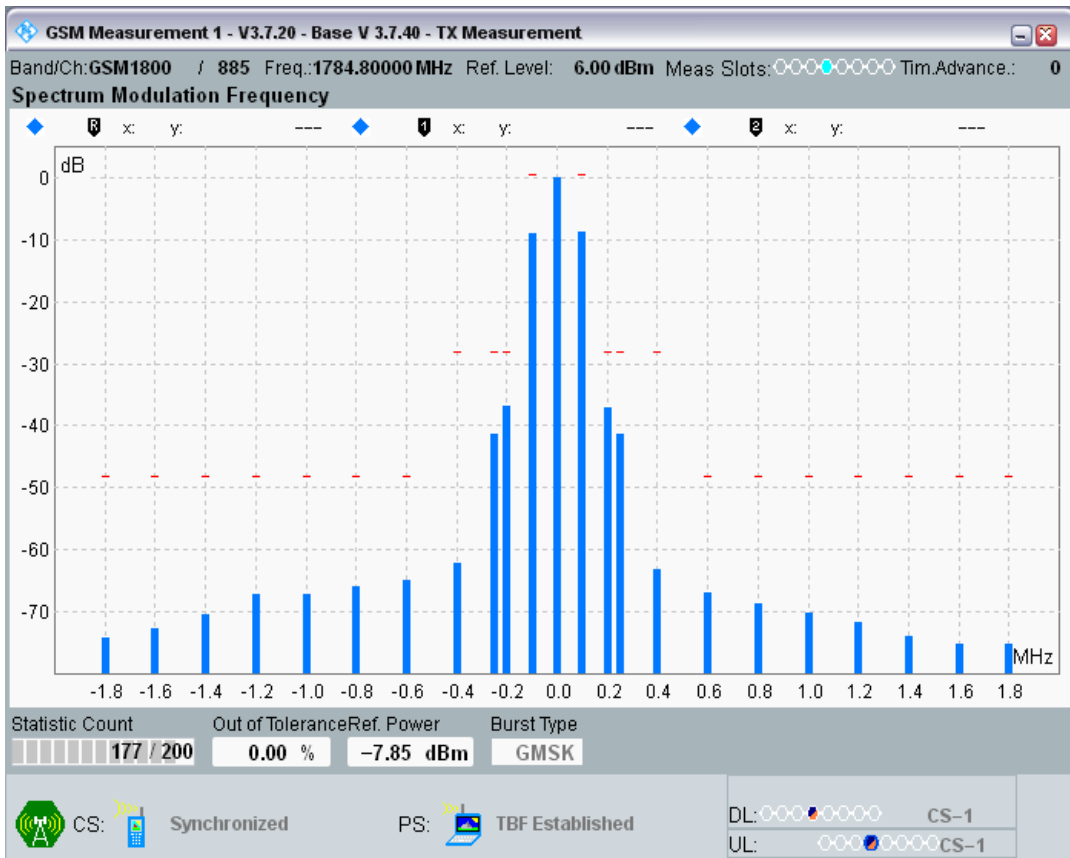 GSM Measurement 1 - V3.7.20 - Base V 3.7.40 - TX Measurement
Band/Ch:GSM1800 / 885 Freq.:1784.80000 MHz Ref. Level: 6.00 dBm Meas Slots: Tim.Advance.: 0
Spectrum Modulation Frequency
R x: y: --- 1 x: y: --- 2 x: y: ---
dB
0
-10
-20
-30
-40
-50
-60
-70
MHz
-1.8 -1.6 -1.4 -1.2 -1.0 -0.8 -0.6 -0.4 -0.2 0.0 0.2 0.4 0.6 0.8 1.0 1.2 1.4 1.6 1.8
Statistic Count Out of Tolerance Ref. Power Burst Type
177 / 200 0.00 % −7.85 dBm GMSK
CS: Synchronized PS: TBF Established
DL: CS−1
UL: CS−1